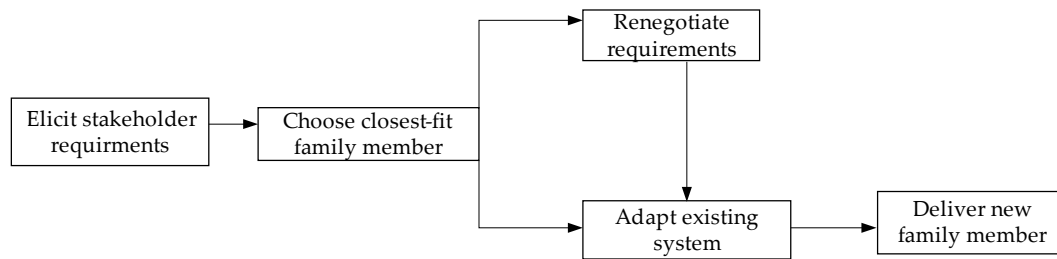 Elicit stakeholder
requirments
Choose closest-fit
family member
Renegotiate
requirements
Adapt existing
system
Deliver new
family member